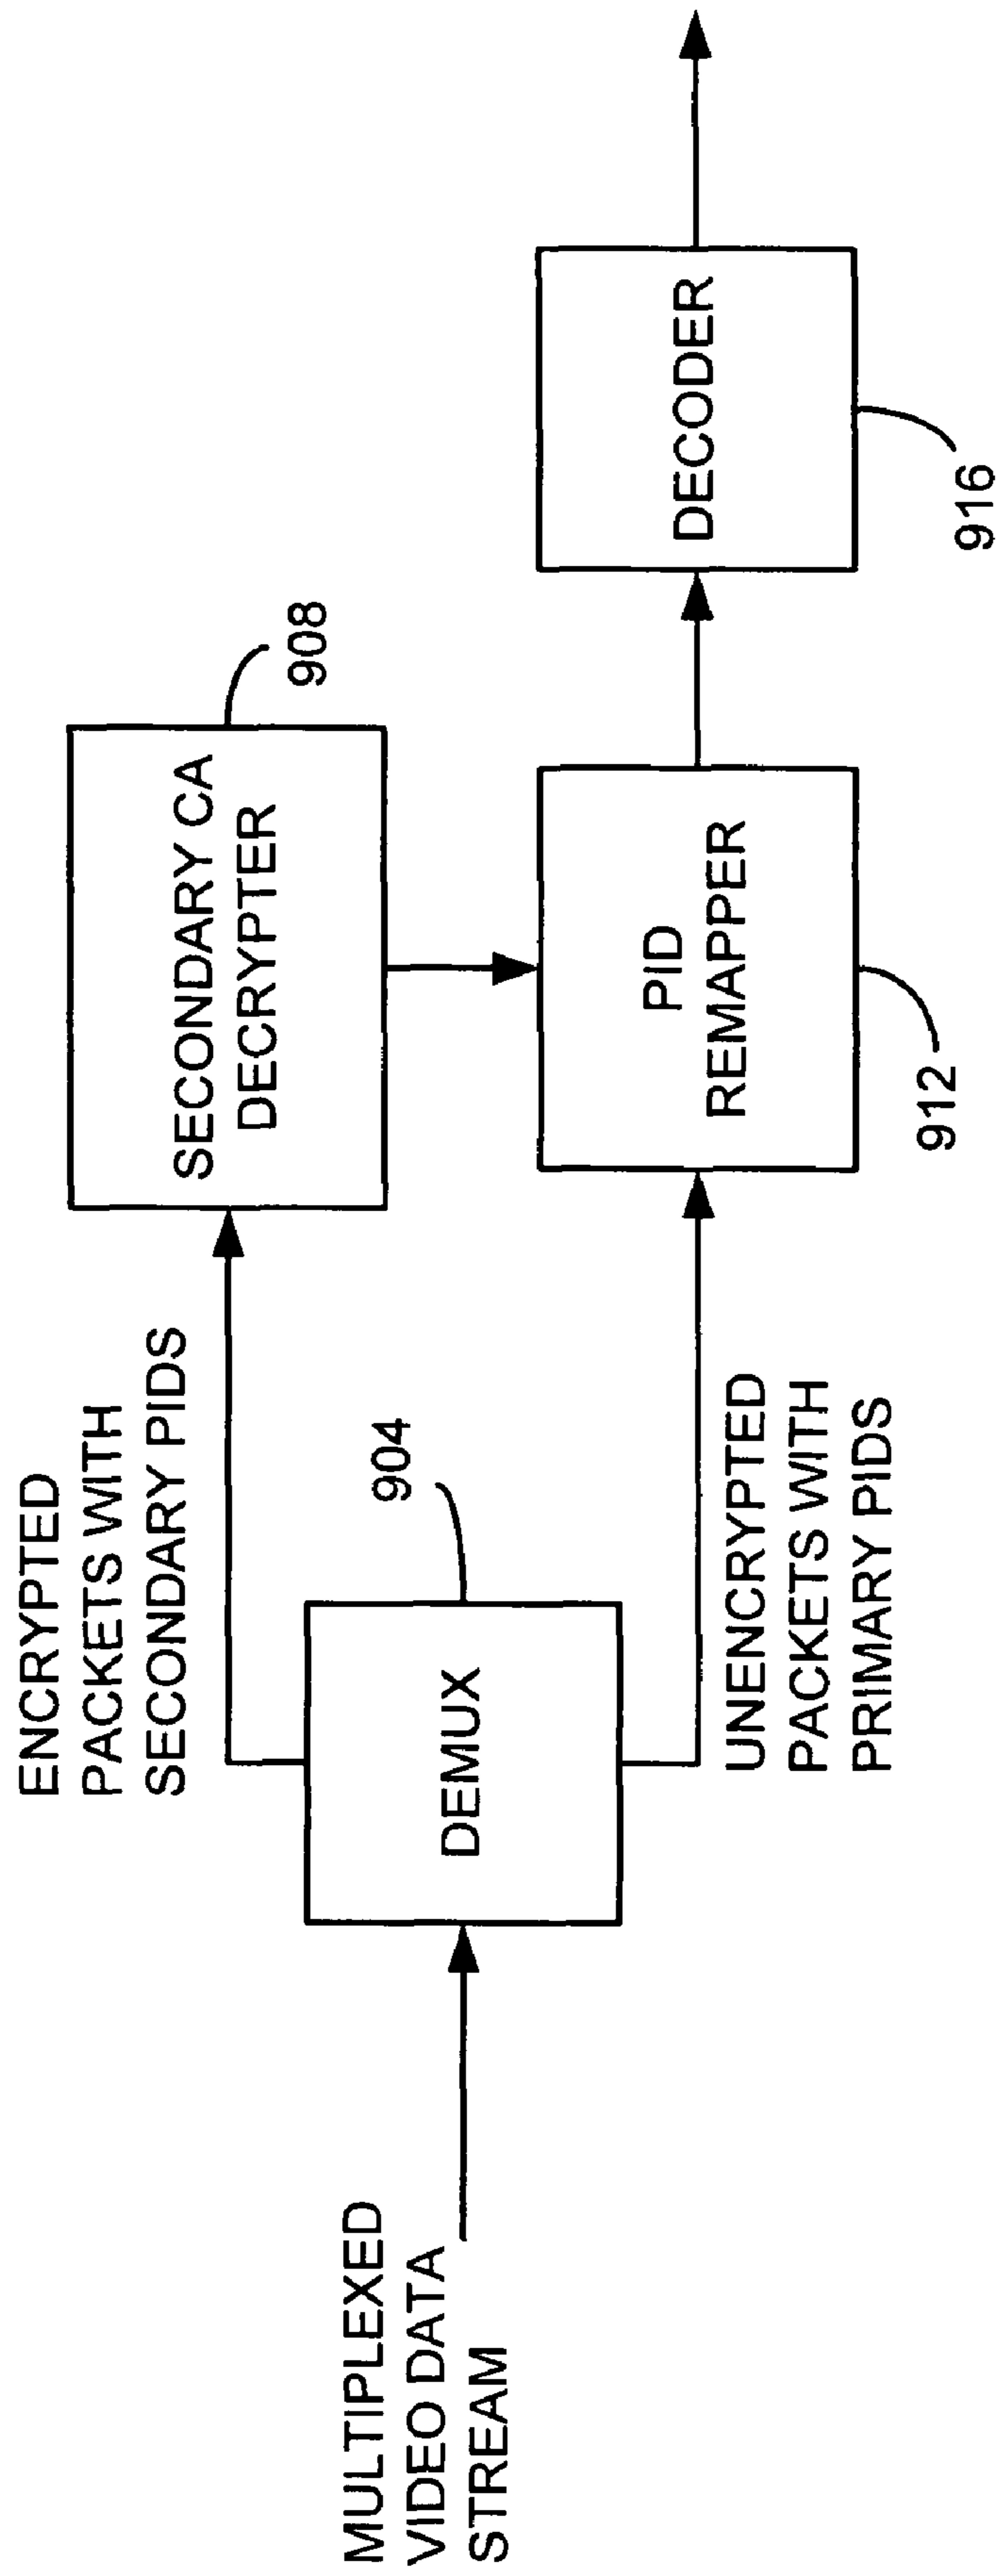 MULTIPLEXED
VIDEO DATA
STREAM
DEMUX
904
ENCRYPTED
PACKETS WITH
SECONDARY PIDS
UNENCRYPTED
PACKETS WITH
PRIMARY PIDS
SECONDARY CA
DECRYPTER
908
PID
REMAPPER
912
DECODER
916